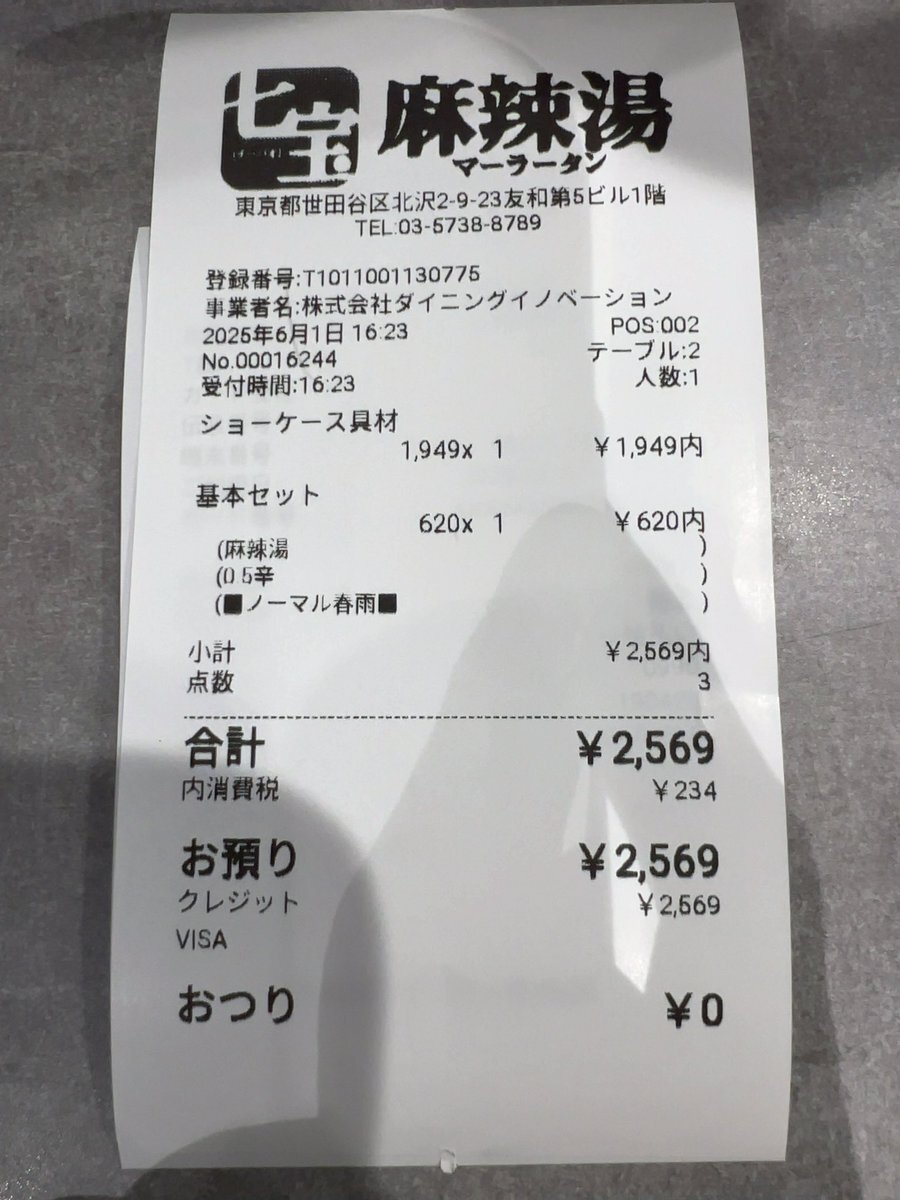 七宝 麻辣湯
マーラータン
東京都世田谷区北沢2-9-23友和第5ビル1階
TEL:03-5738-8789
登録番号:T1011001130775
事業者名:株式会社ダイニングイノベーション
2025年6月1日 16:23 POS:002
No.00016244 テーブル:2
受付時間:16:23 人数:1
ショーケース具材
1,949x 1 ¥1,949内
基本セット
620x 1 ¥620内
(麻辣湯 )
(0.5辛 )
(■ノーマル春雨■ )
小計 ¥2,569内
点数 3
合計 ¥2,569
内消費税 ¥234
お預り ¥2,569
クレジット ¥2,569
VISA
おつり ¥0